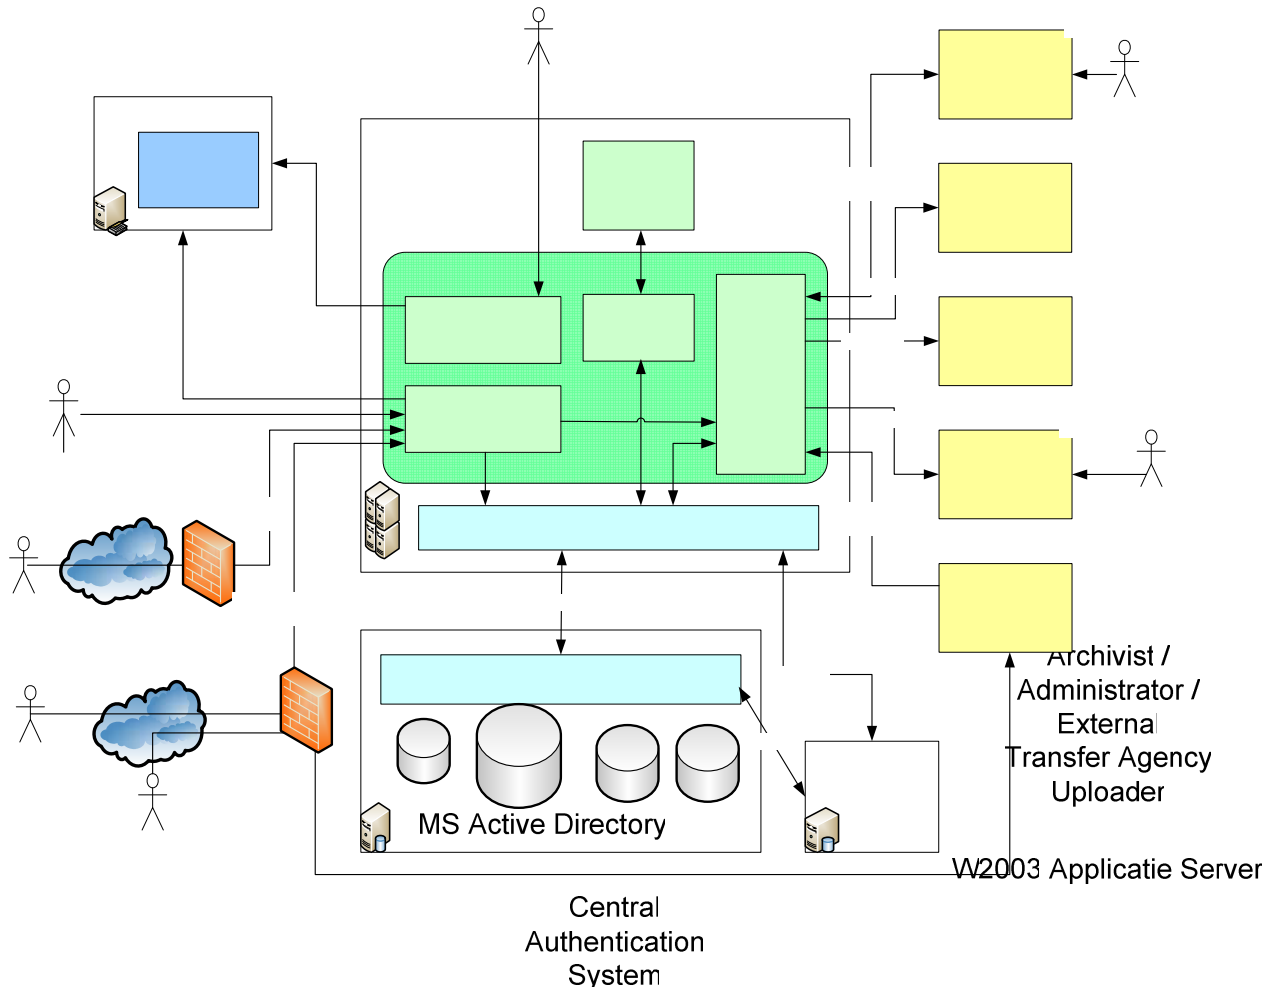 Archivist /
Administrator /
External
Transfer Agency
Uploader
MS Active Directory
W2003 Applicatie Server
Central
Authentication
System